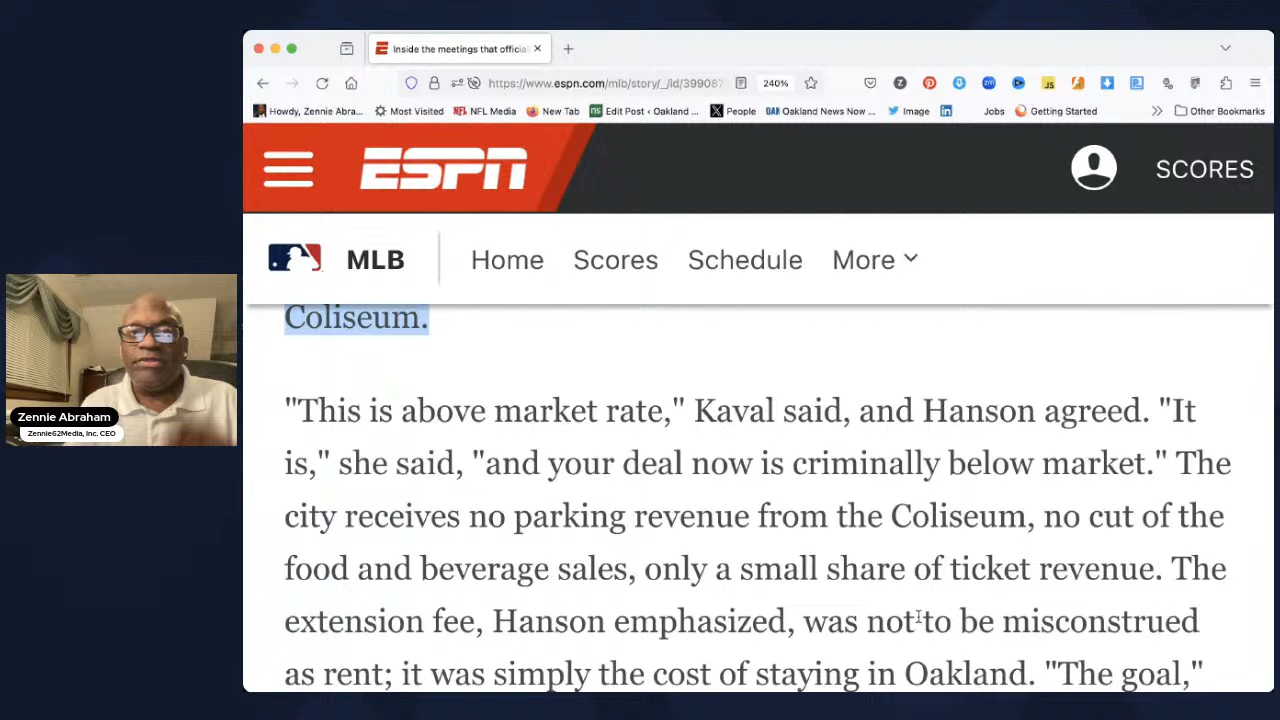 Inside the meetings that official
https://www.espn.com/mlb/story/_/id/399087
240%
Howdy, Zennie Abra...
Most Visited
NFL Media
New Tab
Edit Post ‹ Oakland ...
People
Oakland News Now ...
Image
Jobs
Getting Started
Other Bookmarks
ESPN
SCORES
MLB
Home
Scores
Schedule
More
Coliseum.
"This is above market rate," Kaval said, and Hanson agreed. "It
is," she said, "and your deal now is criminally below market." The
city receives no parking revenue from the Coliseum, no cut of the
food and beverage sales, only a small share of ticket revenue. The
extension fee, Hanson emphasized, was not to be misconstrued
as rent; it was simply the cost of staying in Oakland. "The goal,"
Zennie Abraham
Zennie62Media, Inc. CEO